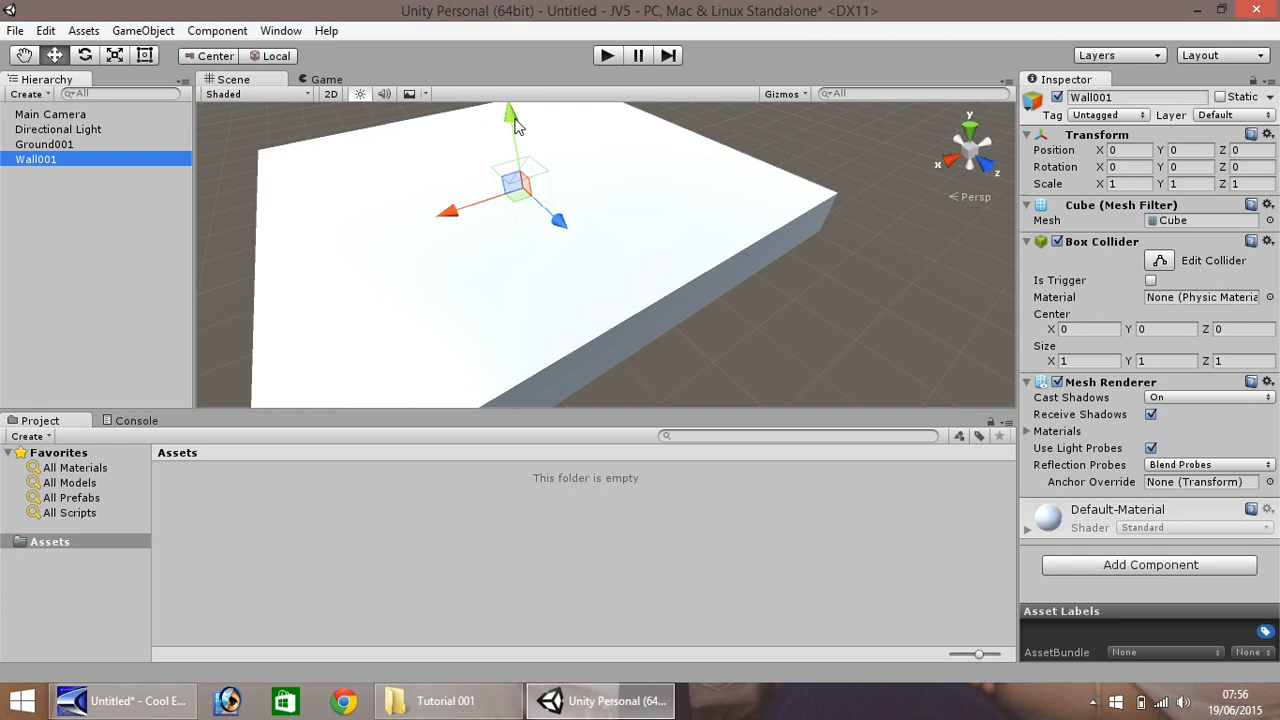 Unity Personal (64bit) - Untitled - JV5 - PC, Mac & Linux Standalone* <DX11>
File Edit Assets GameObject Component Window Help
Center Local Layers Layout
Hierarchy
Create All
Main Camera
Directional Light
Ground001
Wall001
Scene Game
Shaded 2D Gizmos All
y
x
z
Persp
Inspector
Wall001 Static
Tag Untagged Layer Default
Transform
Position X 0 Y 0 Z 0
Rotation X 0 Y 0 Z 0
Scale X 1 Y 1 Z 1
Cube (Mesh Filter)
Mesh Cube
Box Collider
Edit Collider
Is Trigger
Material None (Physic Materia
Center
X 0 Y 0 Z 0
Size
X 1 Y 1 Z 1
Mesh Renderer
Cast Shadows On
Receive Shadows
Materials
Use Light Probes
Reflection Probes Blend Probes
Anchor Override None (Transform)
Default-Material
Shader Standard
Add Component
Asset Labels
AssetBundle None None
Project Console
Create
Favorites
All Materials
All Models
All Prefabs
All Scripts
Assets
Assets
This folder is empty
Untitled* - Cool E...
Tutorial 001
Unity Personal (64...
07:56
19/06/2015